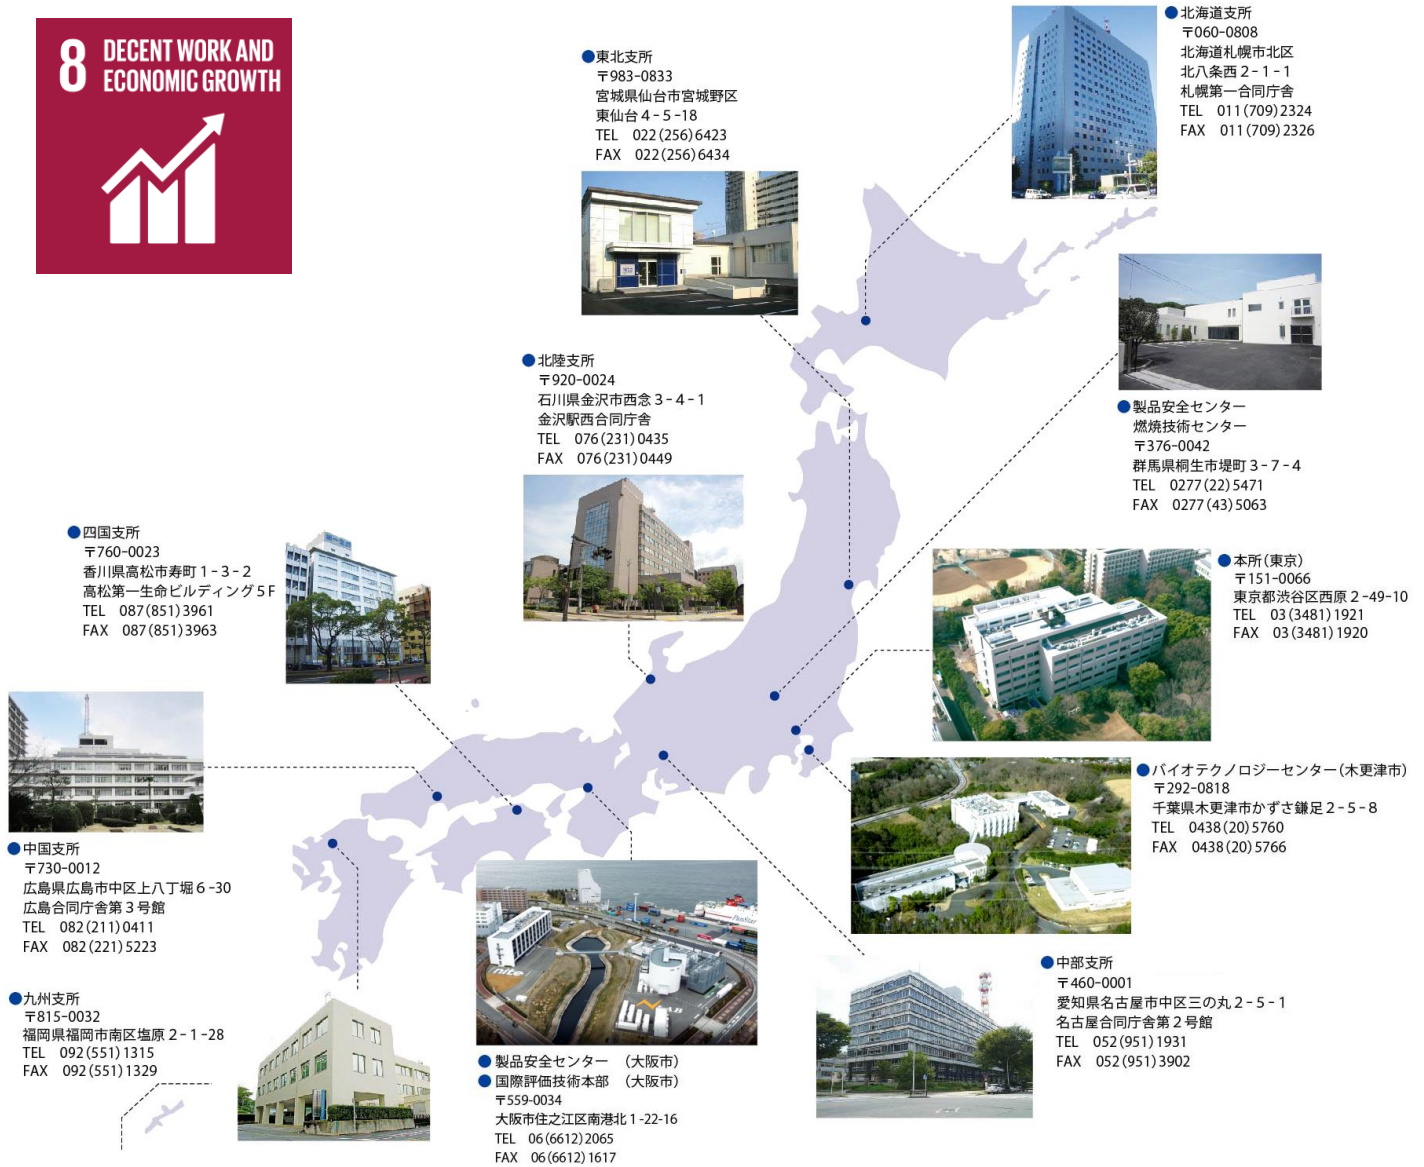 8 DECENT WORK AND
ECONOMIC GROWTH
●北海道支所
〒060-0808
北海道札幌市北区
北八条西２-１-１
札幌第一合同庁舎
TEL 011(709)2324
FAX 011(709)2326
●東北支所
〒983-0833
宮城県仙台市宮城野区
東仙台４-５-18
TEL 022(256)6423
FAX 022(256)6434
●北陸支所
〒920-0024
石川県金沢市西念３-４-１
金沢駅西合同庁舎
TEL 076(231)0435
FAX 076(231)0449
●製品安全センター
燃焼技術センター
〒376-0042
群馬県桐生市堤町３-７-４
TEL 0277(22)5471
FAX 0277(43)5063
●四国支所
〒760-0023
香川県高松市寿町１-３-２
高松第一生命ビルディング５F
TEL 087(851)3961
FAX 087(851)3963
●本所(東京)
〒151-0066
東京都渋谷区西原２-49-10
TEL 03(3481)1921
FAX 03(3481)1920
●バイオテクノロジーセンター(木更津市)
〒292-0818
千葉県木更津市かずさ鎌足２-５-８
TEL 0438(20)5760
FAX 0438(20)5766
●中国支所
〒730-0012
広島県広島市中区上八丁堀６-30
広島合同庁舎第３号館
TEL 082(211)0411
FAX 082(221)5223
●九州支所
〒815-0032
福岡県福岡市南区塩原２-１-28
TEL 092(551)1315
FAX 092(551)1329
nite
●製品安全センター （大阪市）
●国際評価技術本部 （大阪市）
〒559-0034
大阪市住之江区南港北１-22-16
TEL 06(6612)2065
FAX 06(6612)1617
●中部支所
〒460-0001
愛知県名古屋市中区三の丸２-５-１
名古屋合同庁舎第２号館
TEL 052(951)1931
FAX 052(951)3902